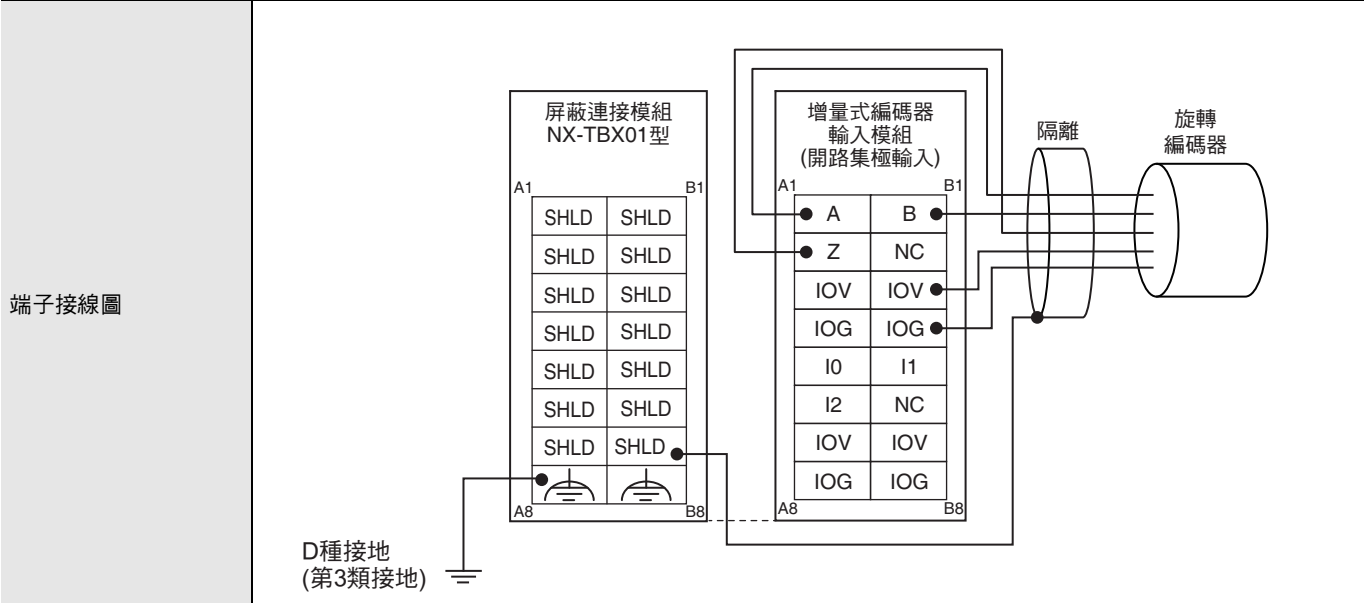 端子接線圖
屏蔽連接模組
NX-TBX01型
A1 B1
SHLD SHLD
SHLD SHLD
SHLD SHLD
SHLD SHLD
SHLD SHLD
SHLD SHLD
SHLD SHLD
A8 B8
D種接地
(第3類接地)
增量式編碼器
輸入模組
(開路集極輸入)
A1 B1
A B
Z NC
IOV IOV
IOG IOG
I0 I1
I2 NC
IOV IOV
IOG IOG
A8 B8
隔離
旋轉
編碼器